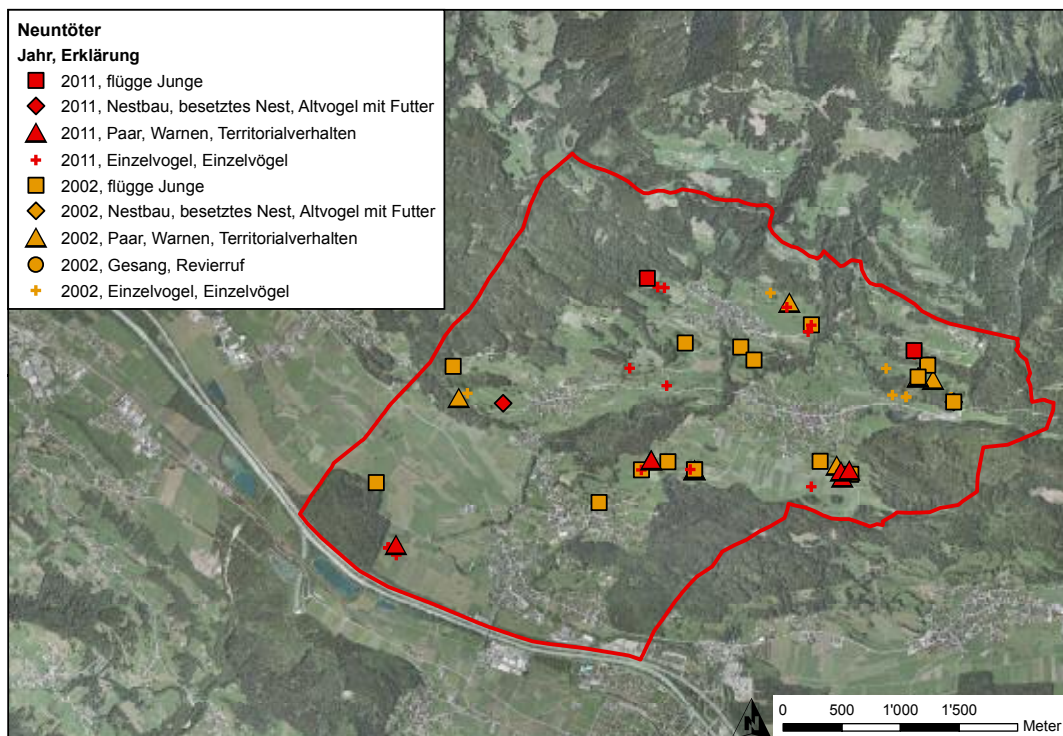 Neuntöter
Jahr, Erklärung
2011, flügge Junge
2011, Nestbau, besetztes Nest, Altvogel mit Futter
2011, Paar, Warnen, Territorialverhalten
2011, Einzelvogel, Einzelvögel
2002, flügge Junge
2002, Nestbau, besetztes Nest, Altvogel mit Futter
2002, Paar, Warnen, Territorialverhalten
2002, Gesang, Revierruf
2002, Einzelvogel, Einzelvögel
N
0 500 1'000 1'500
Meter